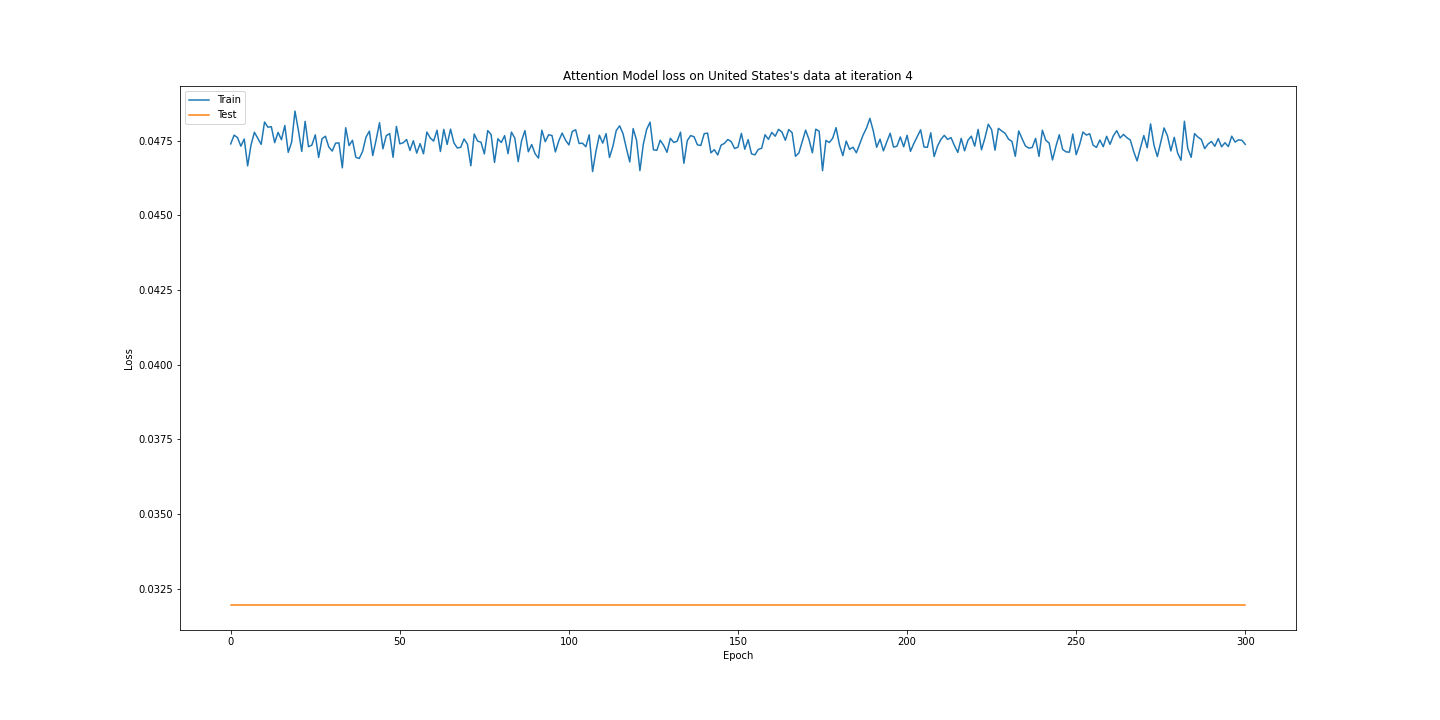 Attention Model loss on United States's data at iteration 4
Train
Test
0.0475
0.0450
0.0425
0.0400
0.0375
0.0350
0.0325
Loss
0 50 100 150 200 250 300
Epoch